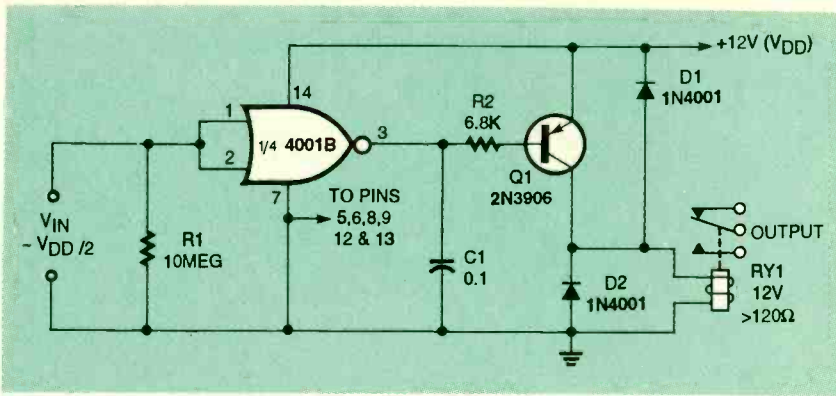 +12V (VDD)
14
D1
1N4001
R2
6.8K
1
3
1/4 4001B
2
Q1
2N3906
7
TO PINS
5,6,8,9
12 & 13
VIN
~ VDD/2
R1
10MEG
C1
0.1
D2
1N4001
OUTPUT
RY1
12V
>120Ω